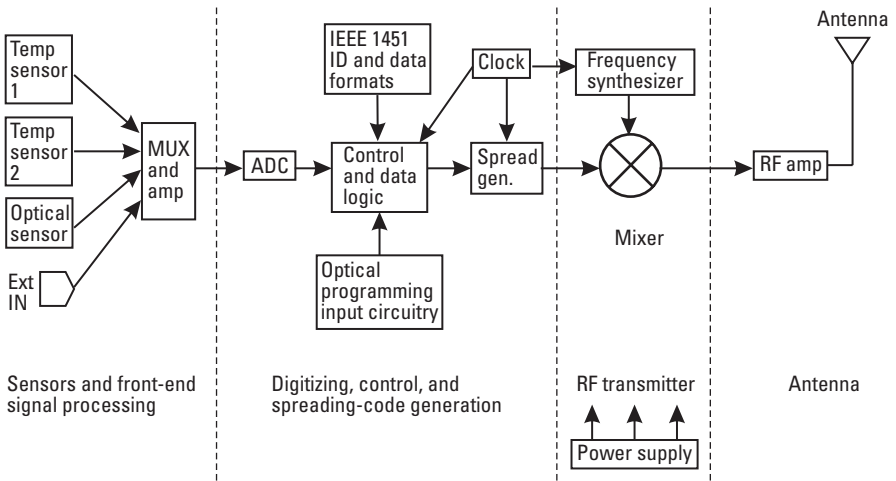 Temp
sensor
1
Temp
sensor
2
Optical
sensor
Ext
IN
MUX
and
amp
ADC
IEEE 1451
ID and data
formats
Control
and data
logic
Optical
programming
input circuitry
Clock
Spread
gen.
Frequency
synthesizer
Mixer
RF amp
Antenna
Sensors and front-end
signal processing
Digitizing, control, and
spreading-code generation
RF transmitter
Power supply
Antenna